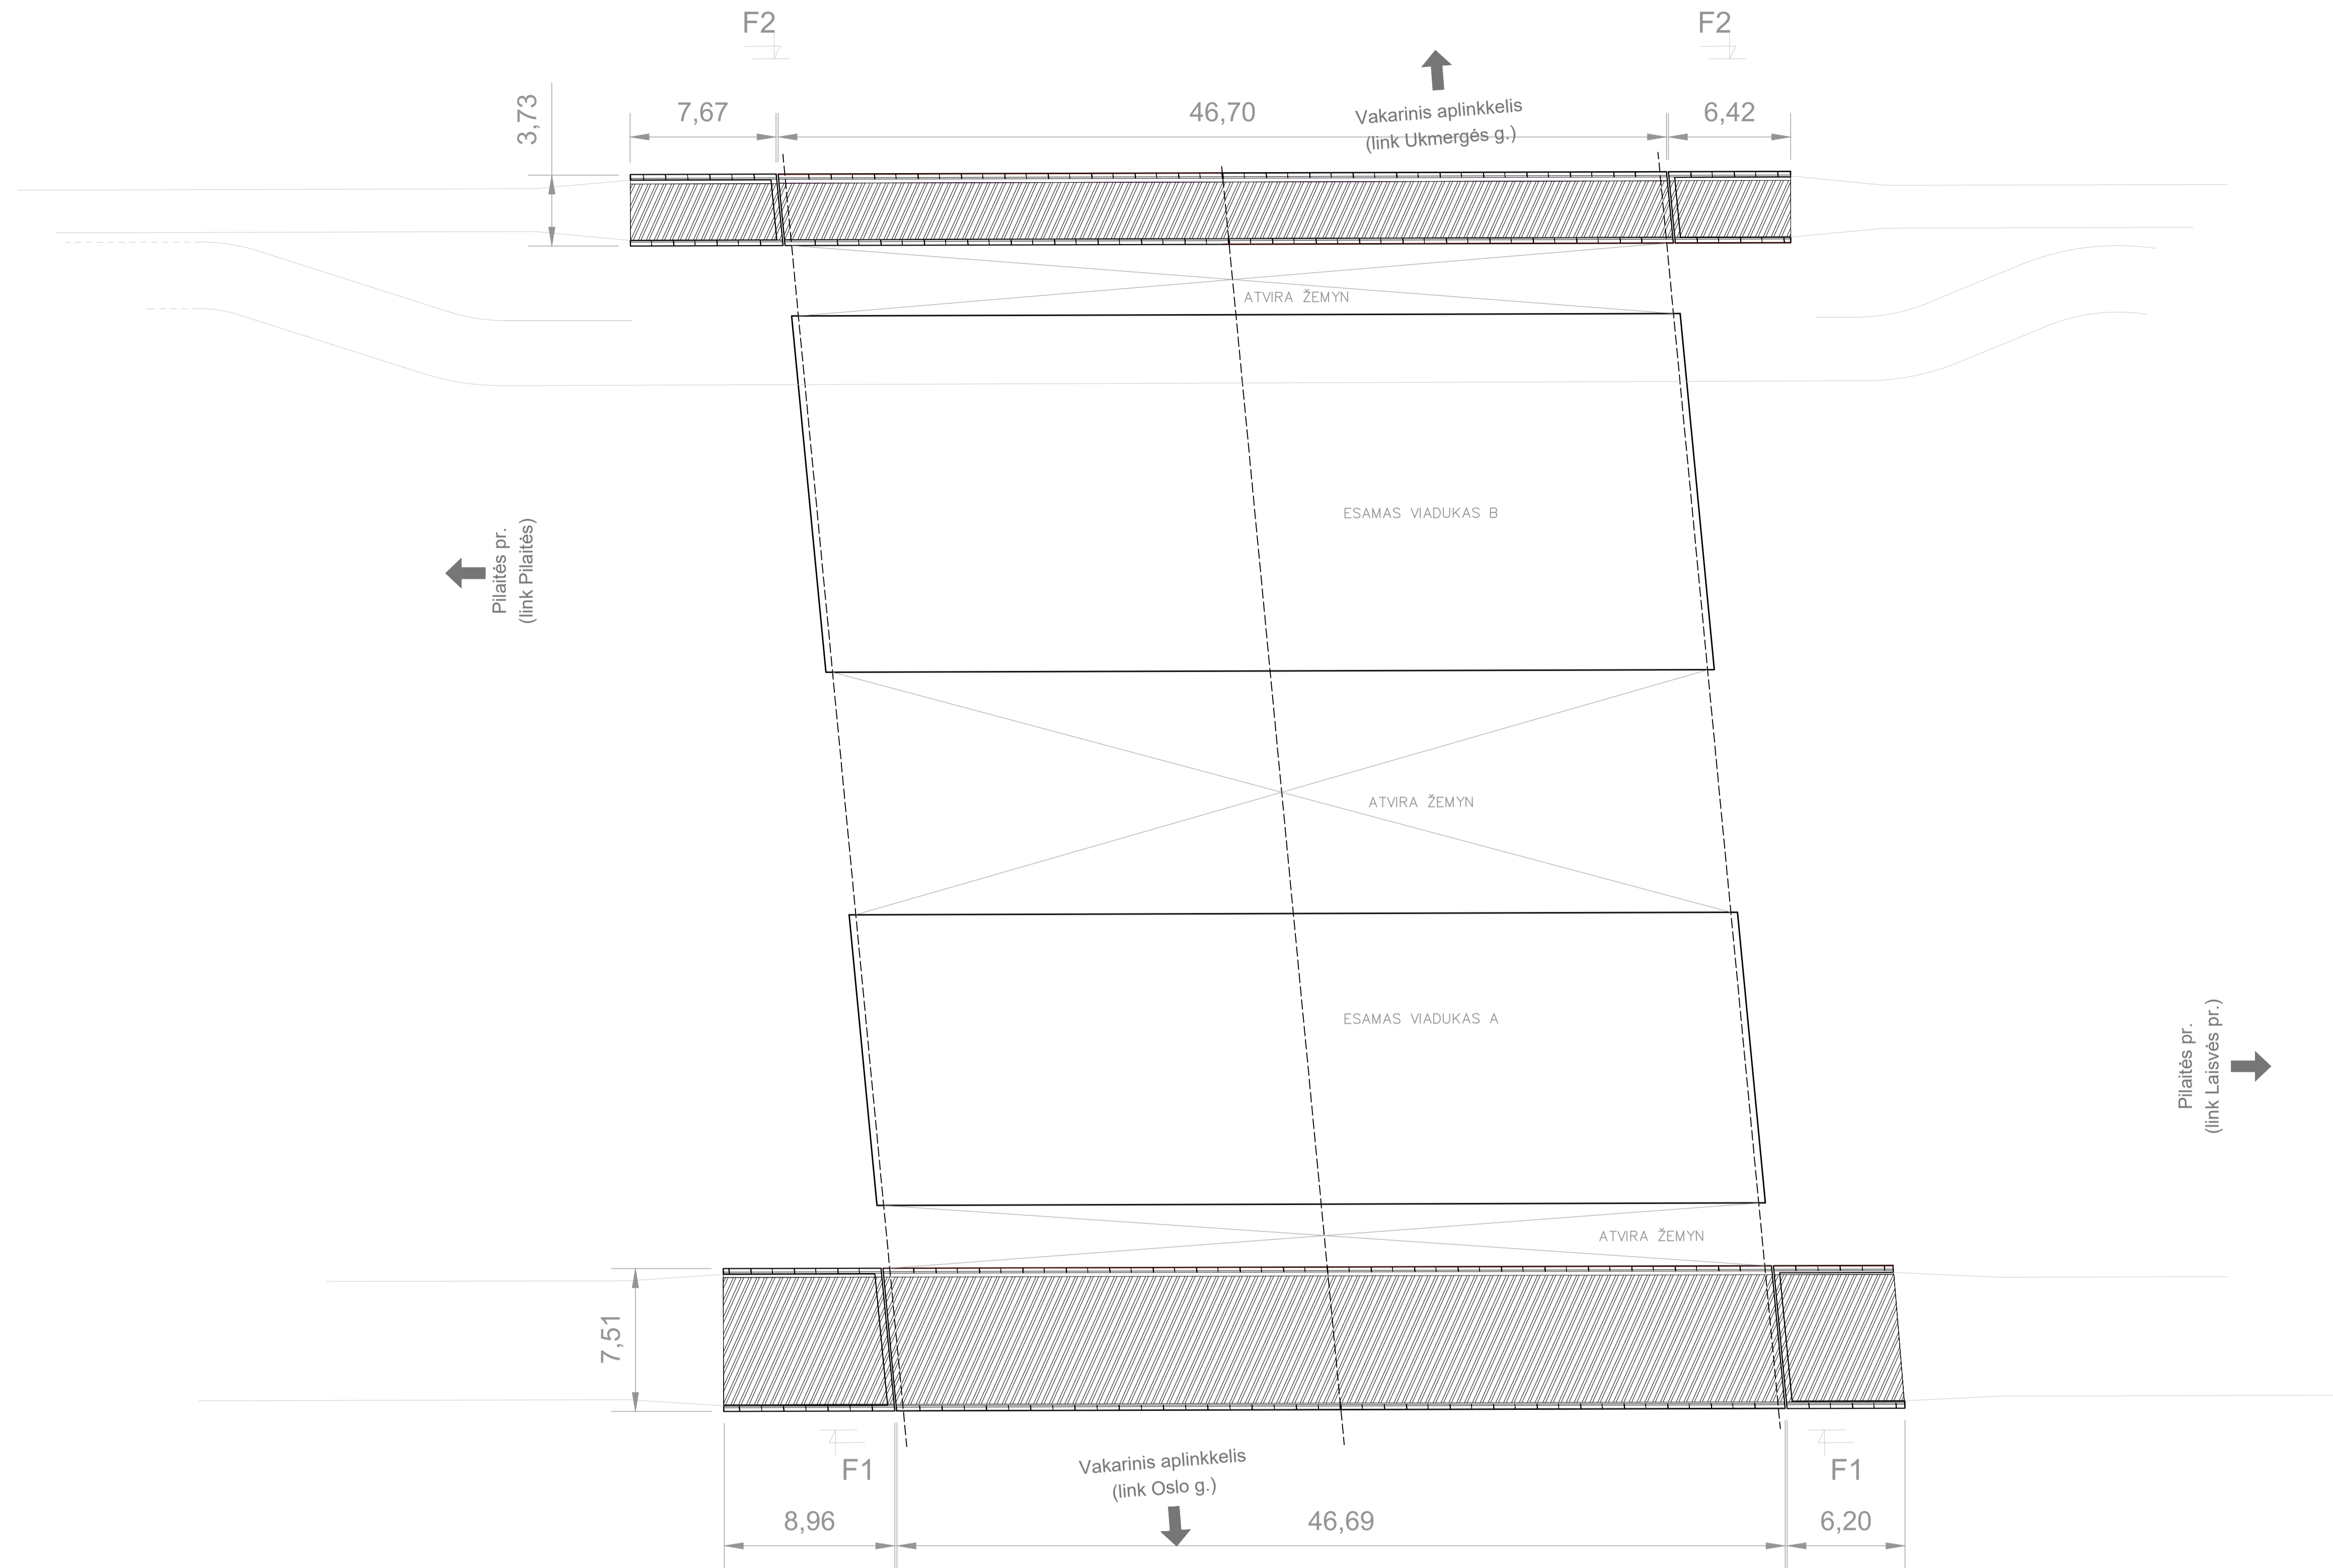 F2
F2
3,73
7,67
46,70
6,42
Vakarinis aplinkkelis
(link Ukmergės g.)
ATVIRA ŽEMYN
ESAMAS VIADUKAS B
Pilaitės pr.
(link Pilaitės)
ATVIRA ŽEMYN
ESAMAS VIADUKAS A
Pilaitės pr.
(link Laisvės pr.)
ATVIRA ŽEMYN
7,51
F1
F1
Vakarinis aplinkkelis
(link Oslo g.)
8,96
46,69
6,20